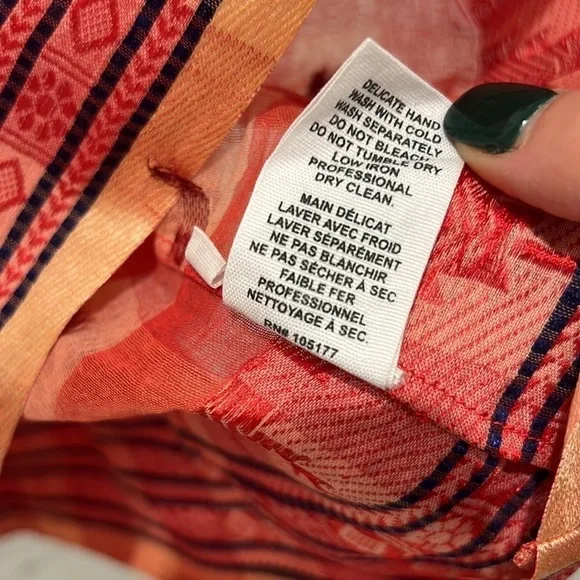 DELICATE HAND
WASH WITH COLD
WASH SEPARATELY
DO NOT BLEACH
DO NOT TUMBLE DRY
LOW IRON
PROFESSIONAL
DRY CLEAN.
MAIN DÉLICAT
LAVER AVEC FROID
LAVER SÉPARÉMENT
NE PAS BLANCHIR
NE PAS SÉCHER À SEC
FAIBLE FER
PROFESSIONNEL
NETTOYAGE À SEC.
RN# 105177